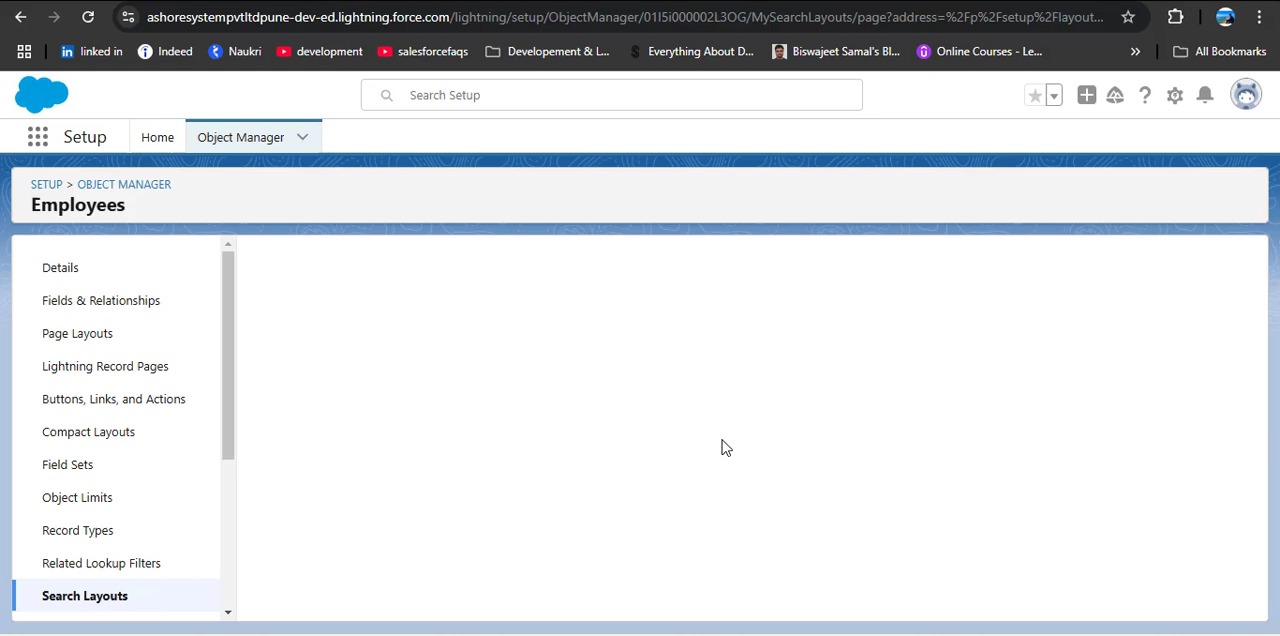 ashoresystempvtltdpune-dev-ed.lightning.force.com/lightning/setup/ObjectManager/01I5i000002L3OG/MySearchLayouts/page?address=%2Fp%2Fsetup%2Flayout...
linked in
Indeed
Naukri
development
salesforcefaqs
Developement & L...
Everything About D...
Biswajeet Samal's Bl...
Online Courses - Le...
All Bookmarks
Search Setup
Setup
Home
Object Manager
SETUP > OBJECT MANAGER
Employees
Details
Fields & Relationships
Page Layouts
Lightning Record Pages
Buttons, Links, and Actions
Compact Layouts
Field Sets
Object Limits
Record Types
Related Lookup Filters
Search Layouts